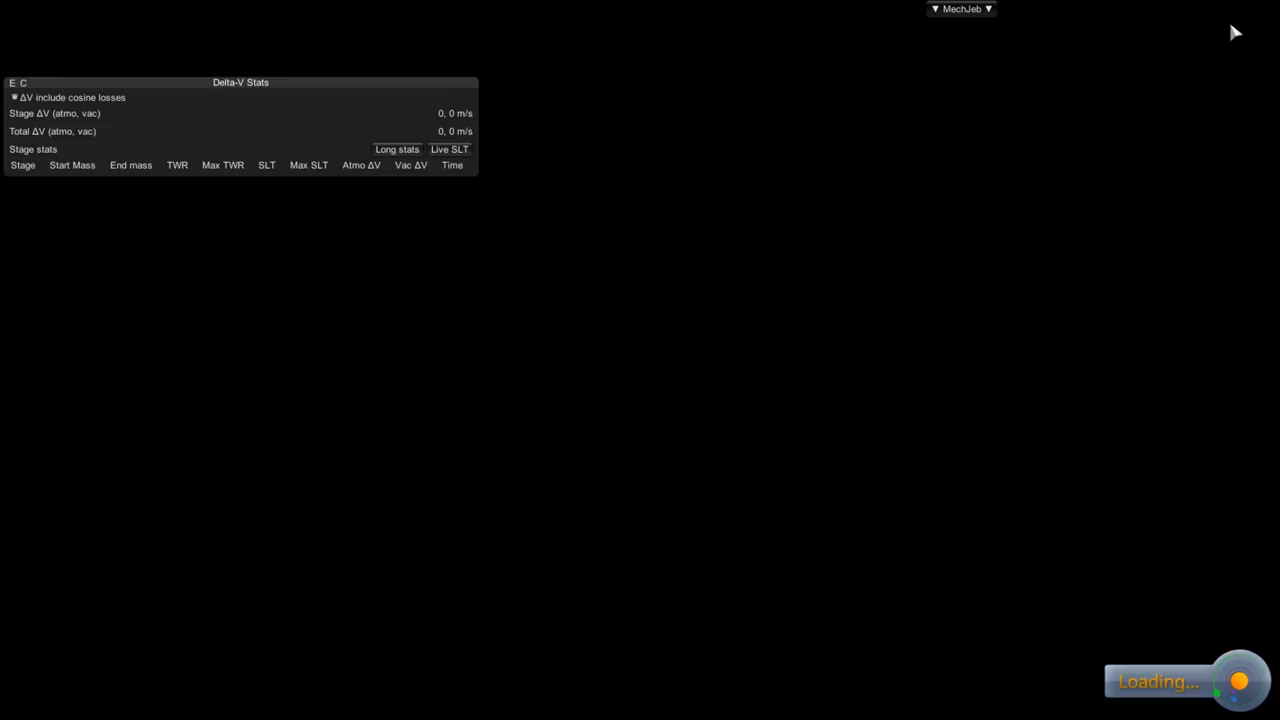 ▼ MechJeb ▼
E C Delta-V Stats
ΔV include cosine losses
Stage ΔV (atmo, vac) 0, 0 m/s
Total ΔV (atmo, vac) 0, 0 m/s
Stage stats Long stats Live SLT
Stage Start Mass End mass TWR Max TWR SLT Max SLT Atmo ΔV Vac ΔV Time
Loading...